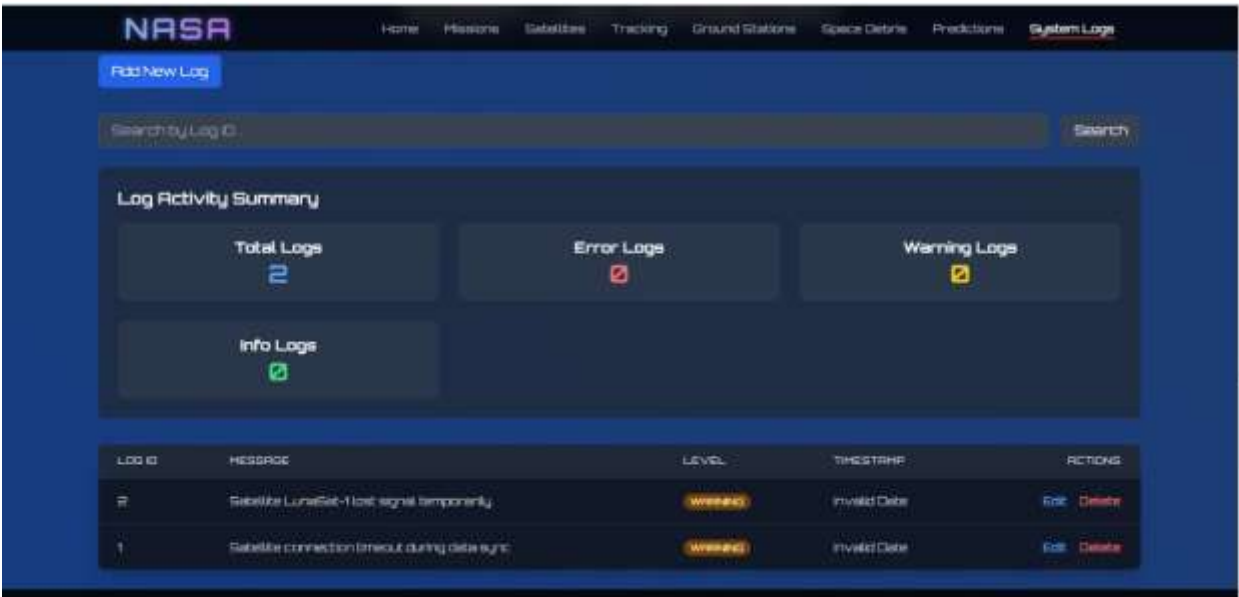 NASA Home Missions Satellites Tracking Ground Stations Space Debris Predictions System Logs
Add New Log
Search by Log ID... Search
Log Activity Summary
Total Logs Error Logs Warning Logs
2 0 0
Info Logs
0
LOG ID MESSAGE LEVEL TIMESTAMP ACTIONS
2 Satellite LunaSat-1 lost signal temporarily. WARNING Invalid Date Edit Delete
1 Satellite connection timeout during data sync WARNING Invalid Date Edit Delete